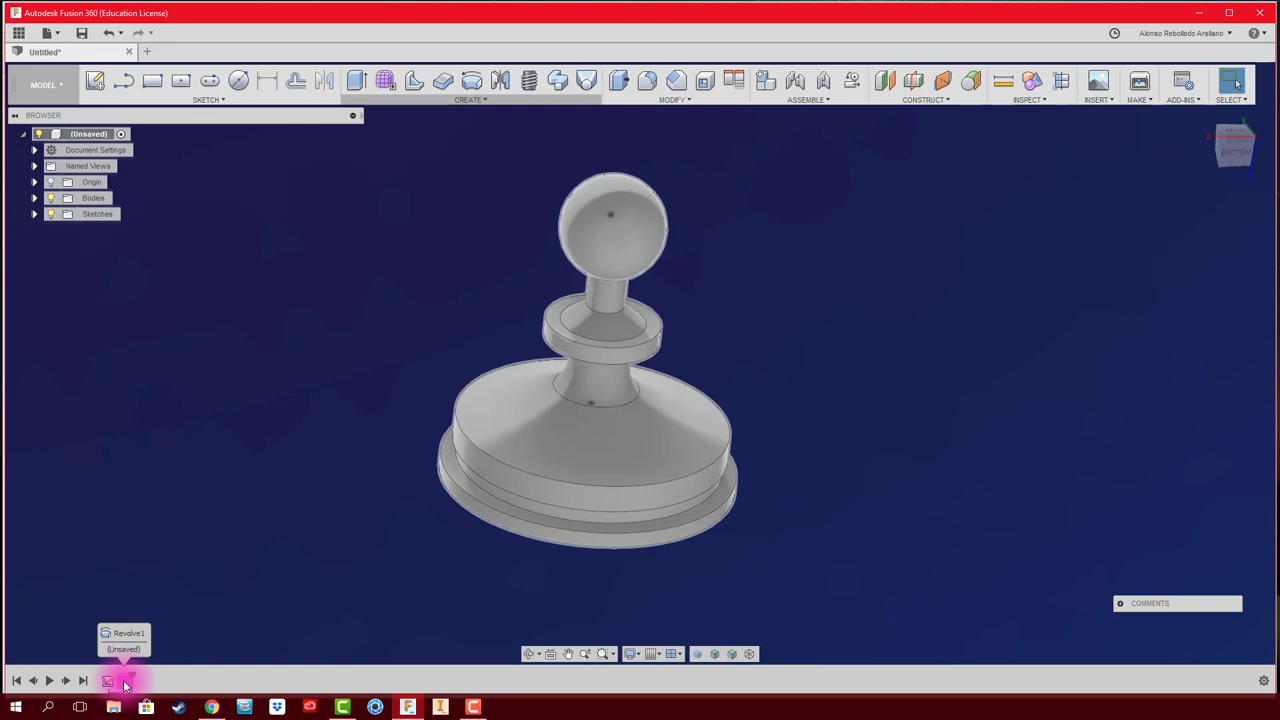 Autodesk Fusion 360 (Education License)
Alonso Rebolledo Arellano
Untitled*
MODEL
SKETCH
CREATE
MODIFY
ASSEMBLE
CONSTRUCT
INSPECT
INSERT
MAKE
ADD-INS
SELECT
BROWSER
(Unsaved)
Document Settings
Named Views
Origin
Bodies
Sketches
X
Y
BOTTOM
COMMENTS
Revolve1
(Unsaved)